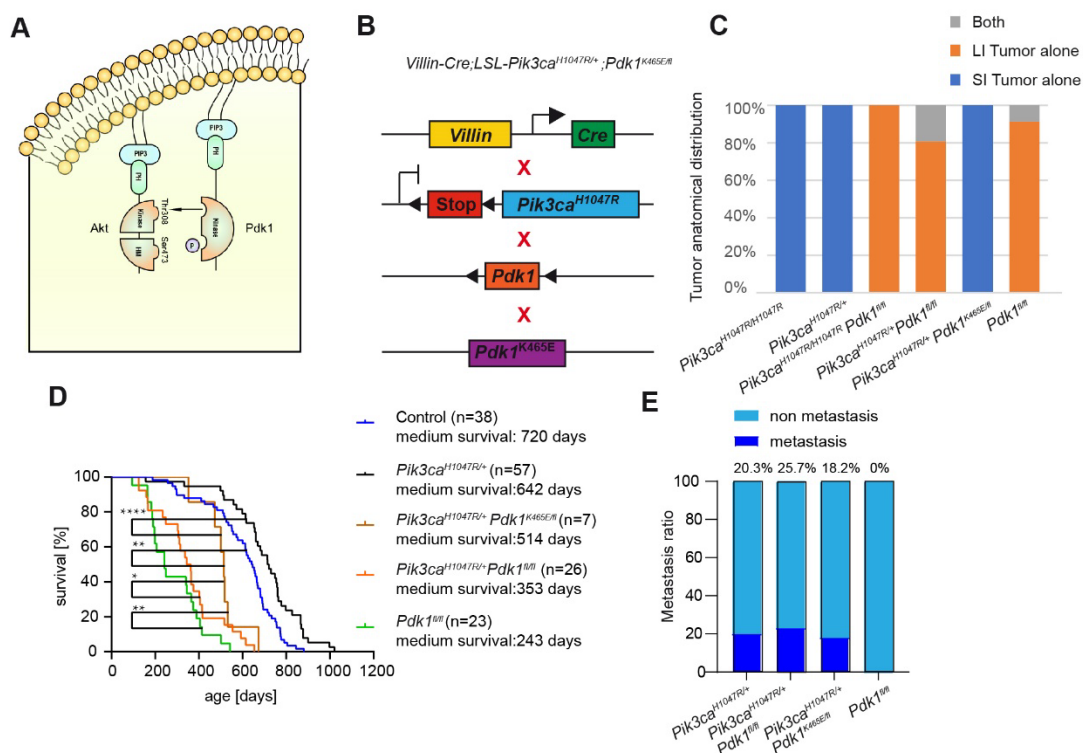 A
PIP3
PH
PIP3
PH
Akt
Kinase
Thr308
HM
Ser473
Kinase
P
Pdk1
B
Villin-Cre;LSL-Pik3caH1047R/+;Pdk1K465E/fl
Villin
Cre
X
Stop
Pik3caH1047R
X
Pdk1
X
Pdk1K465E
C
Both
LI Tumor alone
SI Tumor alone
Tumor anatomical distribution
100%
80%
60%
40%
20%
0%
Pik3caH1047R/H1047R
Pik3caH1047R/+
Pik3caH1047R/H1047R Pdk1fl/fl
Pik3caH1047R/+ Pdk1fl/fl
Pik3caH1047R/+ Pdk1K465E/fl
Pdk1fl/fl
D
Control (n=38)
medium survival: 720 days
Pik3caH1047R/+ (n=57)
medium survival:642 days
Pik3caH1047R/+ Pdk1K465E/fl (n=7)
medium survival:514 days
Pik3caH1047R/+Pdk1fl/fl (n=26)
medium survival:353 days
Pdk1fl/fl (n=23)
medium survival:243 days
survival [%]
100
80
60
40
20
0
****
**
*
**
0 200 400 600 800 1000 1200
age [days]
E
non metastasis
metastasis
20.3% 25.7% 18.2% 0%
Metastasis ratio
100
80
60
40
20
0
Pik3caH1047R/+
Pik3caH1047R/+
Pdk1fl/fl
Pik3caH1047R/+
Pdk1K465E/fl
Pdk1fl/fl